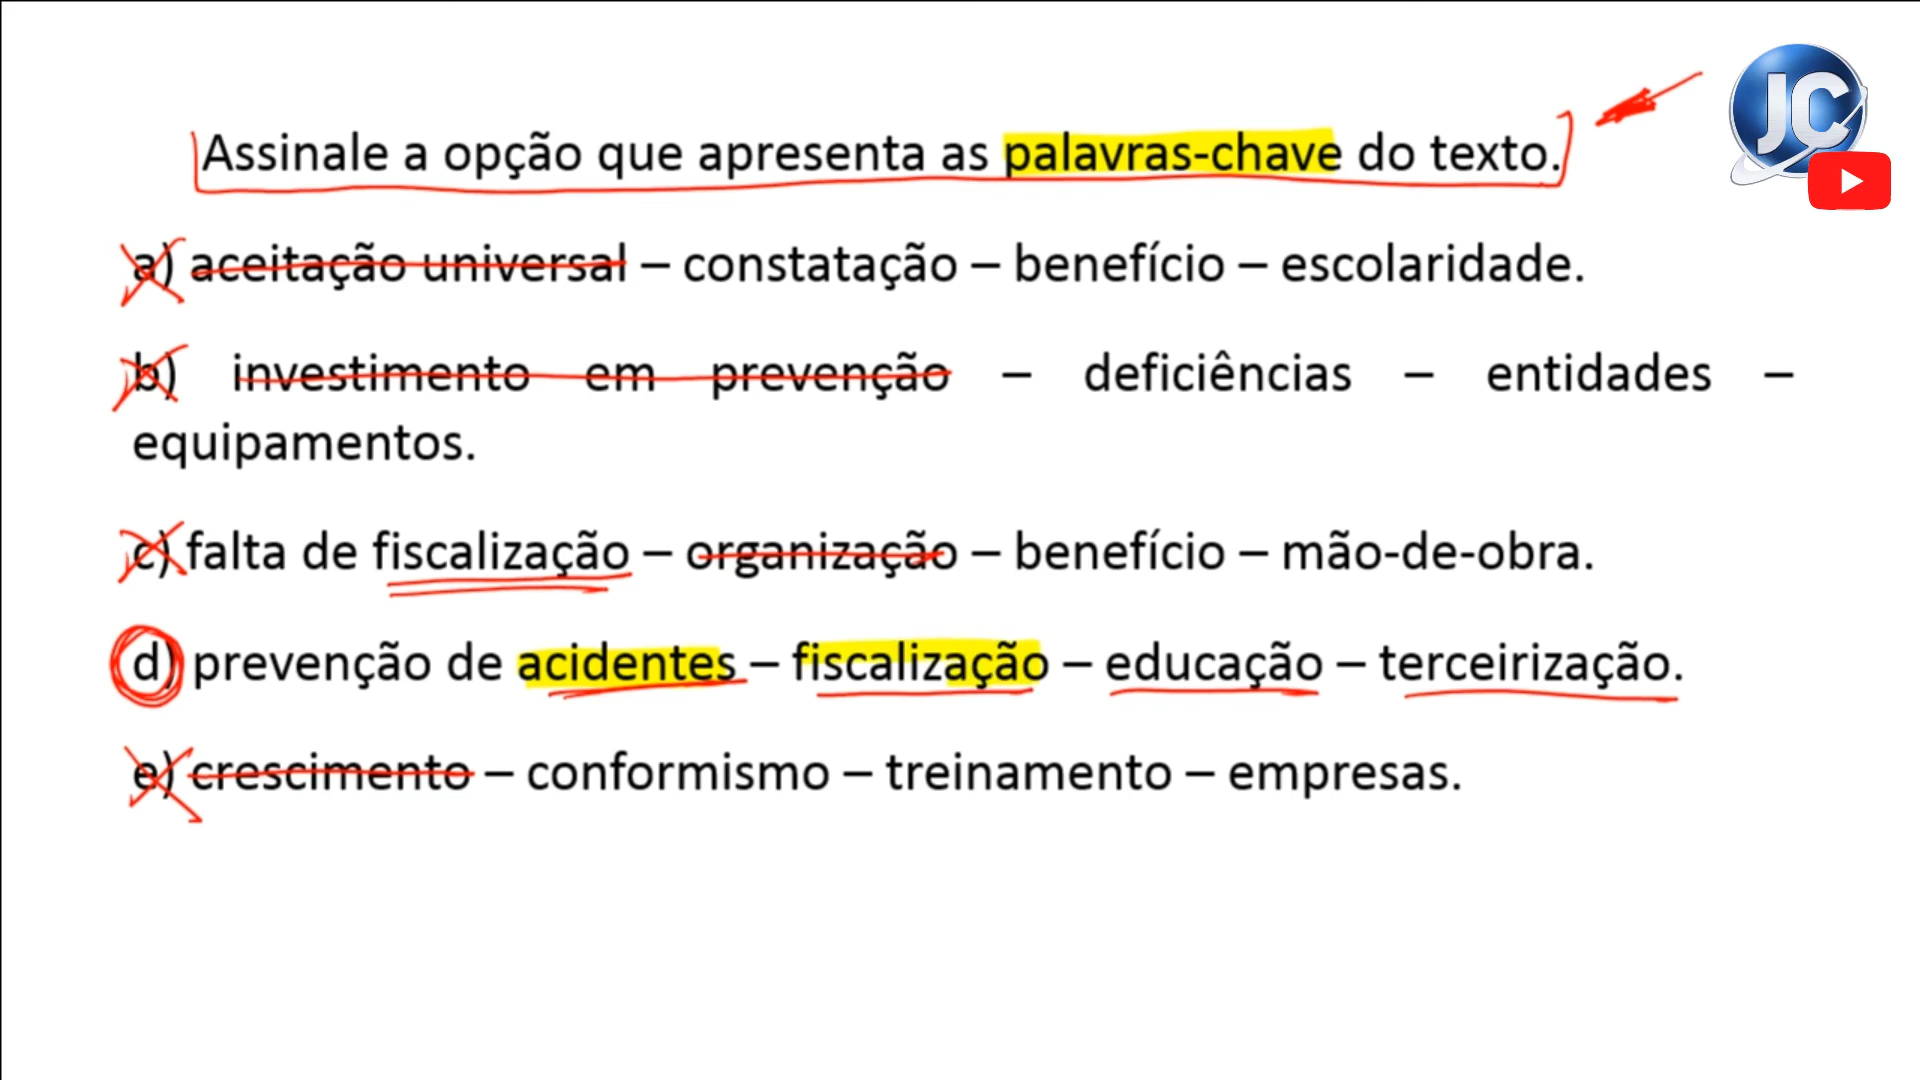 JC
Assinale a opção que apresenta as palavras-chave do texto.
a) aceitação universal – constatação – benefício – escolaridade.
b) investimento em prevenção – deficiências – entidades –
equipamentos.
c) falta de fiscalização – organização – benefício – mão-de-obra.
d) prevenção de acidentes – fiscalização – educação – terceirização.
e) crescimento – conformismo – treinamento – empresas.